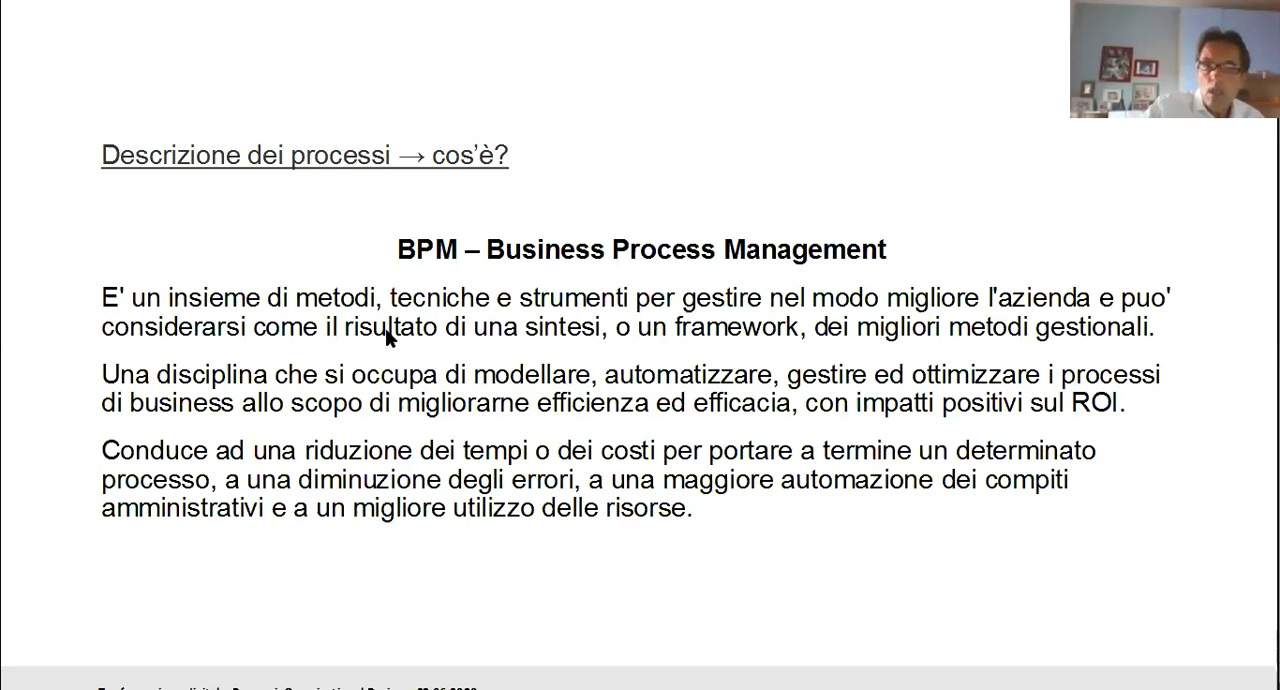 Descrizione dei processi → cos'è?
BPM – Business Process Management
E' un insieme di metodi, tecniche e strumenti per gestire nel modo migliore l'azienda e puo'
considerarsi come il risultato di una sintesi, o un framework, dei migliori metodi gestionali.
Una disciplina che si occupa di modellare, automatizzare, gestire ed ottimizzare i processi
di business allo scopo di migliorarne efficienza ed efficacia, con impatti positivi sul ROI.
Conduce ad una riduzione dei tempi o dei costi per portare a termine un determinato
processo, a una diminuzione degli errori, a una maggiore automazione dei compiti
amministrativi e a un migliore utilizzo delle risorse.